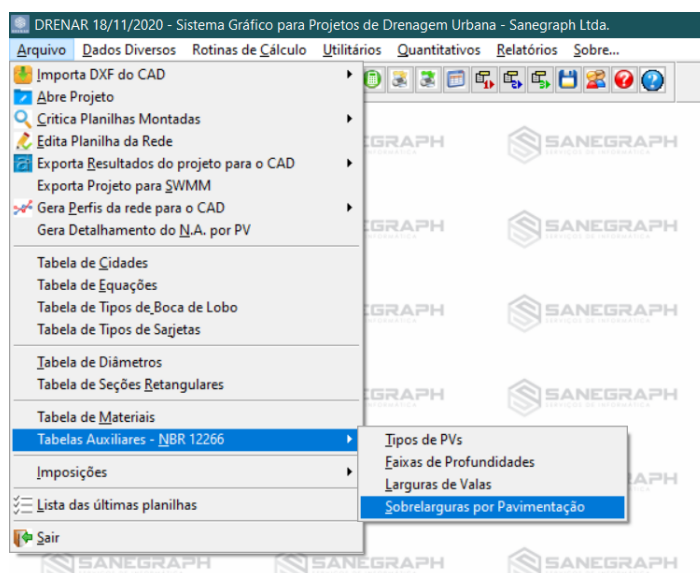 DRENAR 18/11/2020 - Sistema Gráfico para Projetos de Drenagem Urbana - Sanegraph Ltda.
Arquivo Dados Diversos Rotinas de Cálculo Utilitários Quantitativos Relatórios Sobre...
Importa DXF do CAD
Abre Projeto
Critica Planilhas Montadas
Edita Planilha da Rede
Exporta Resultados do projeto para o CAD
Exporta Projeto para SWMM
Gera Perfis da rede para o CAD
Gera Detalhamento do N.A. por PV
Tabela de Cidades
Tabela de Equações
Tabela de Tipos de Boca de Lobo
Tabela de Tipos de Sarjetas
Tabela de Diâmetros
Tabela de Seções Retangulares
Tabela de Materiais
Tabelas Auxiliares - NBR 12266
Tipos de PVs
Faixas de Profundidades
Larguras de Valas
Sobrelarguras por Pavimentação
Imposições
Lista das últimas planilhas
Sair
EGRAPH SANEGRAPH
EGRAPH SANEGRAPH
EGRAPH SANEGRAPH
EGRAPH SANEGRAPH
APH
SANEGRAPH SANEGRAPH SANEGRAPH